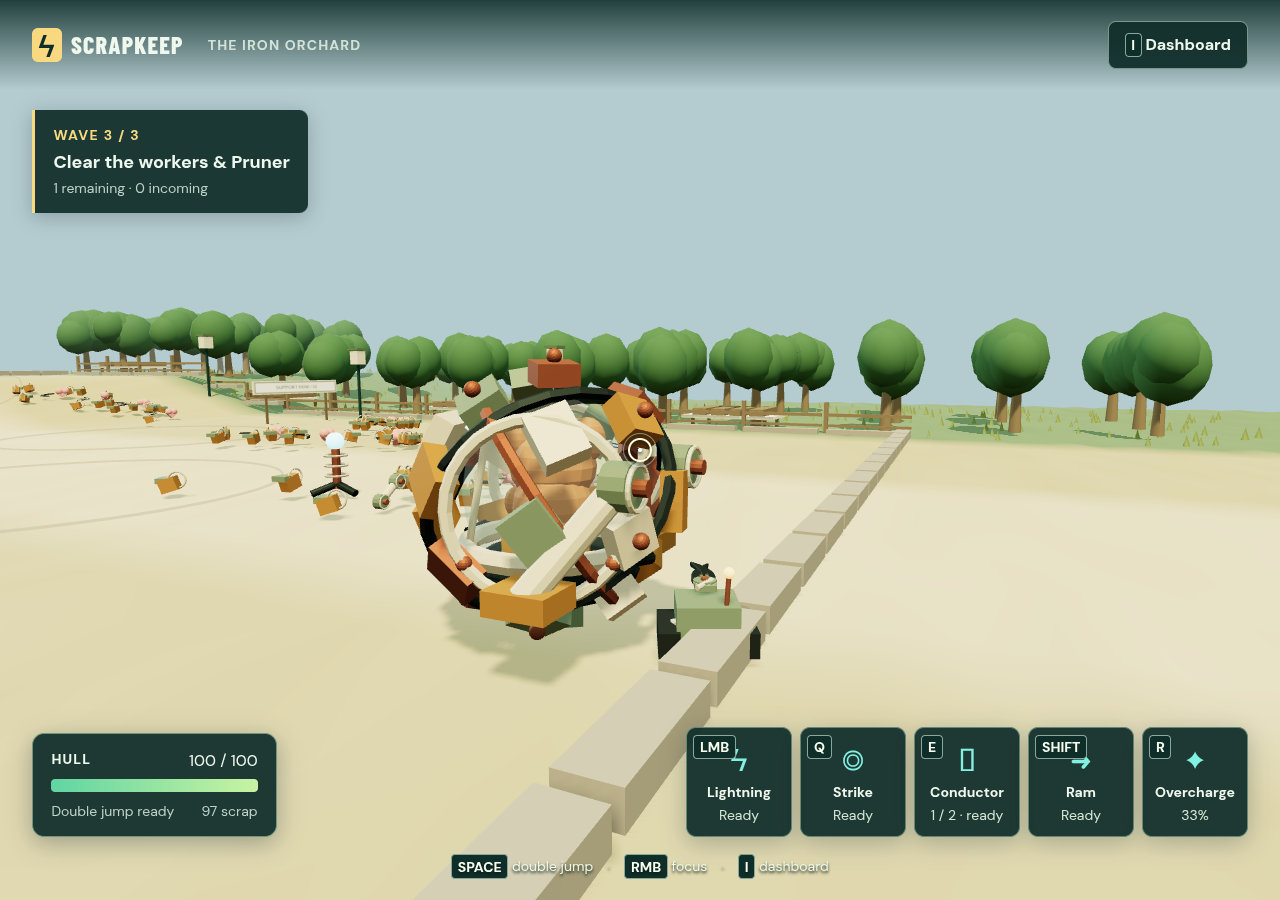 SCRAPKEEP
THE IRON ORCHARD
I Dashboard
WAVE 3 / 3
Clear the workers & Pruner
1 remaining · 0 incoming
HULL
100 / 100
Double jump ready
97 scrap
LMB
Lightning
Ready
Q
Strike
Ready
E
Conductor
1 / 2 · ready
SHIFT
Ram
Ready
R
Overcharge
33%
SPACE double jump · RMB focus · I dashboard